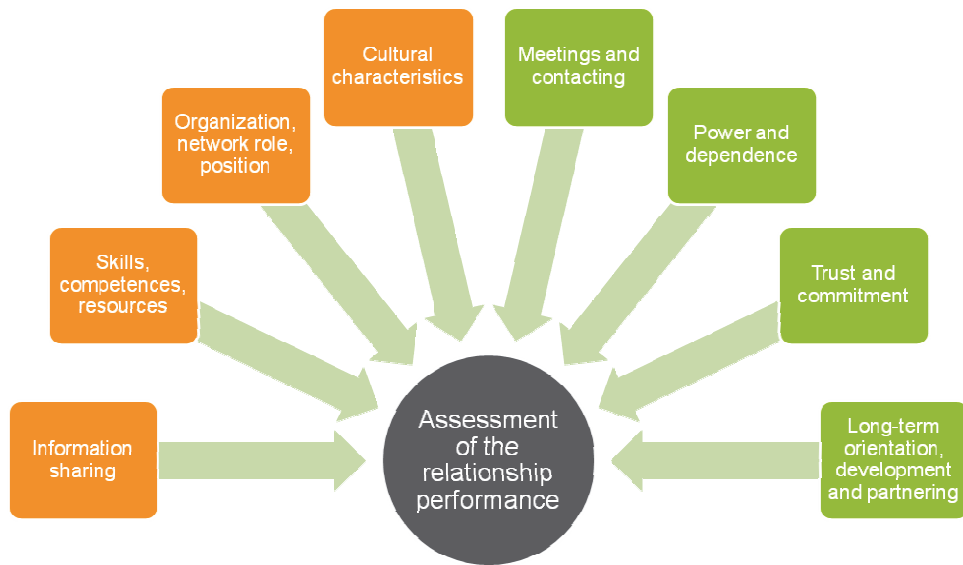 Cultural
characteristics
Meetings and
contacting
Organization,
network role,
position
Power and
dependence
Skills,
competences,
resources
Trust and
commitment
Information
sharing
Assessment
of the
relationship
performance
Long-term
orientation,
development
and partnering